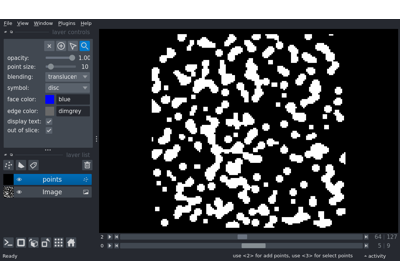 File View Window Plugins Help
layer controls
opacity: 1.00
point size: 10
blending: translucen
symbol: disc
face color: blue
edge color: dimgrey
display text:
out of slice:
layer list
points
Image
2 64 127
0 5 9
Ready use <2> for add points, use <3> for select points activity